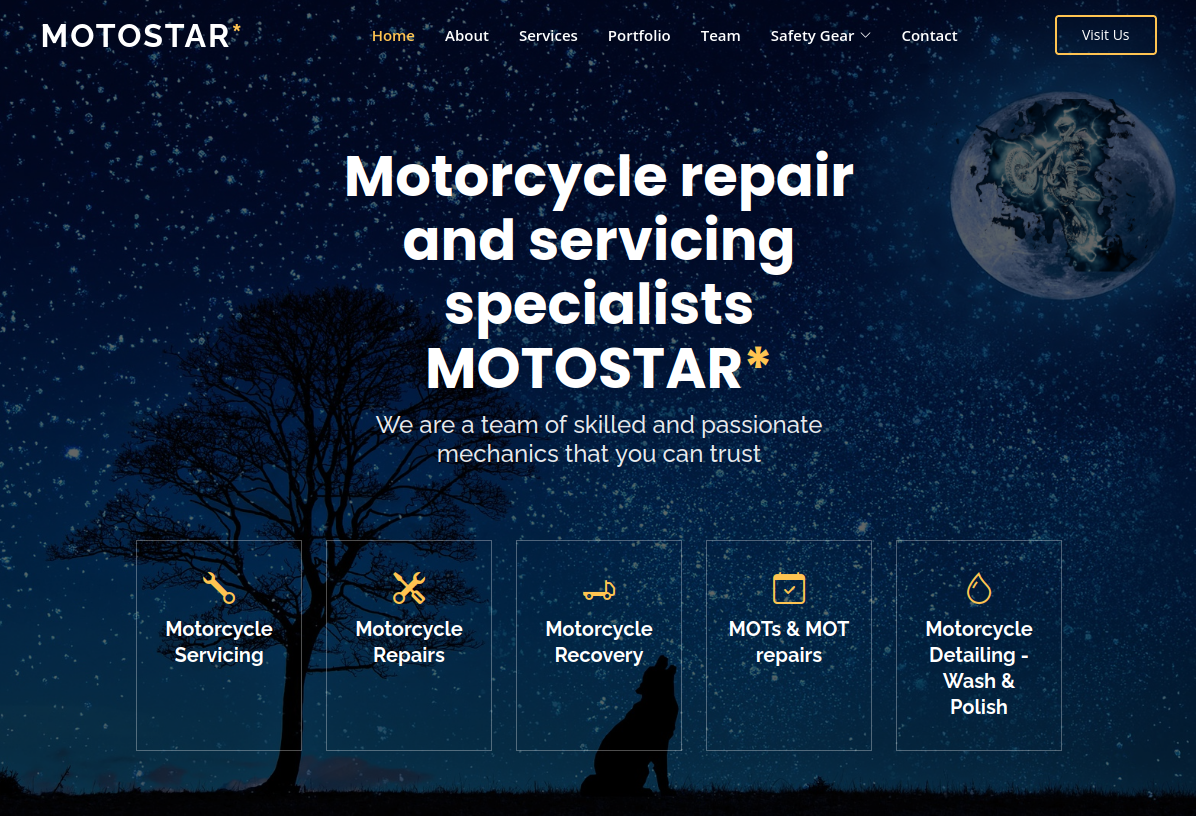 MOTOSTAR*
Home About Services Portfolio Team Safety Gear Contact
Visit Us
Motorcycle repair
and servicing
specialists
MOTOSTAR*
We are a team of skilled and passionate
mechanics that you can trust
Motorcycle
Servicing
Motorcycle
Repairs
Motorcycle
Recovery
MOTs & MOT
repairs
Motorcycle
Detailing -
Wash &
Polish